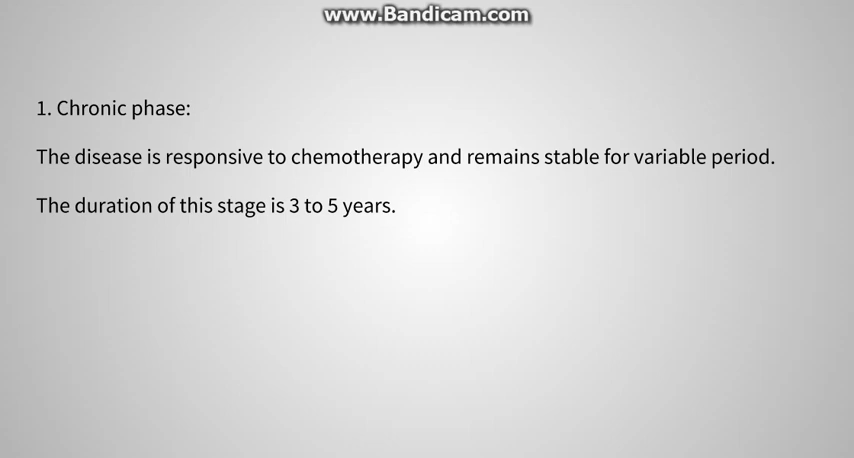 www.Bandicam.com
1. Chronic phase:
The disease is responsive to chemotherapy and remains stable for variable period.
The duration of this stage is 3 to 5 years.